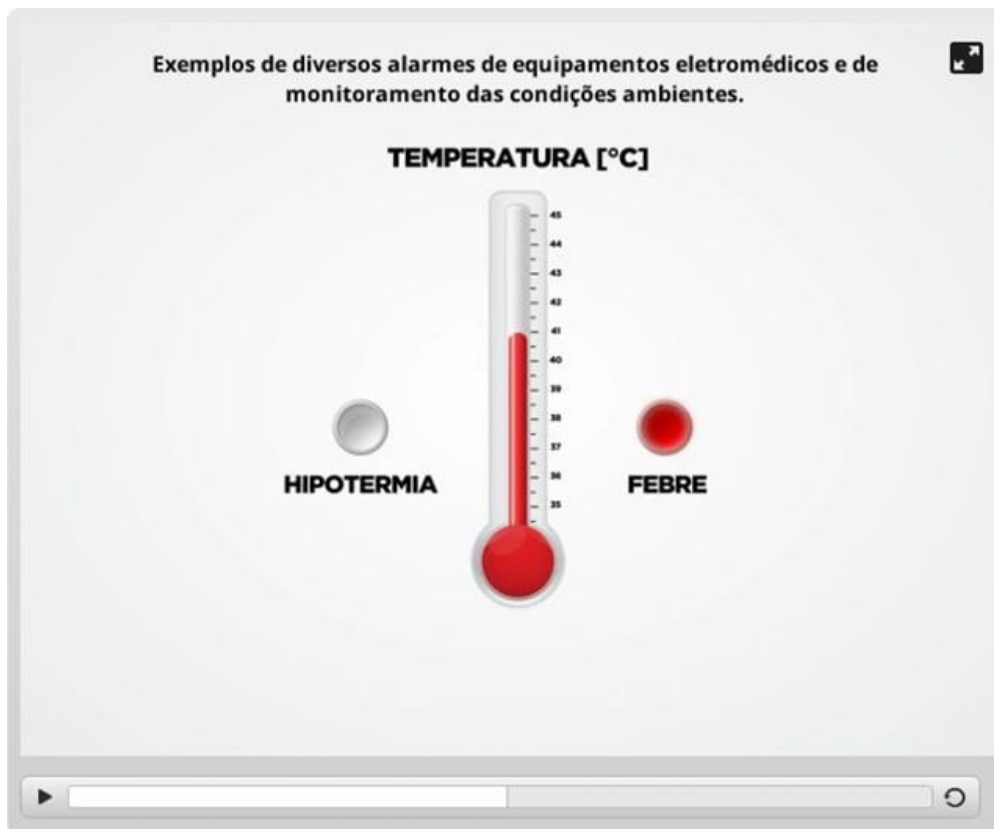 Exemplos de diversos alarmes de equipamentos eletromédicos e de
monitoramento das condições ambientes.
TEMPERATURA [°C]
45
44
43
42
41
40
39
38
37
36
35
HIPOTERMIA
FEBRE